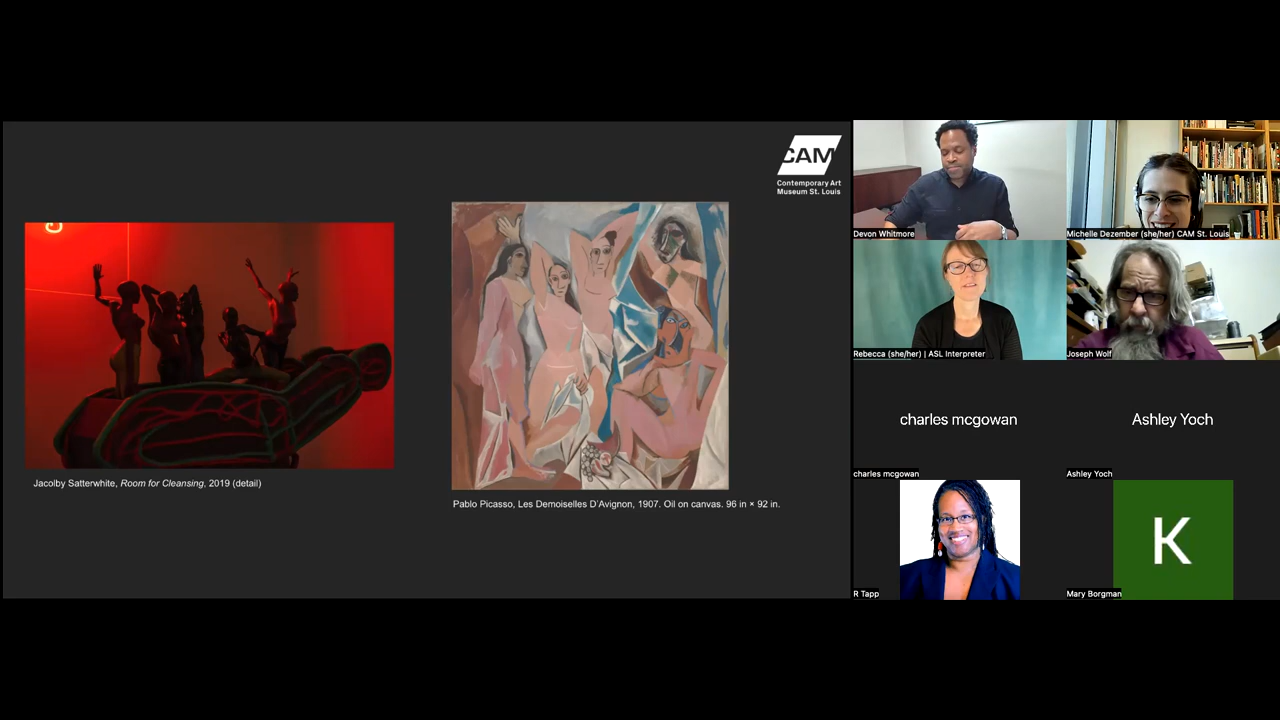 CAM
Contemporary Art
Museum St. Louis
Jacolby Satterwhite, Room for Cleansing, 2019 (detail)
Pablo Picasso, Les Demoiselles D'Avignon, 1907. Oil on canvas. 96 in × 92 in.
Devon Whitmore
Michelle Dezember (she/her) CAM St. Louis
Rebecca (she/her) | ASL Interpreter
Joseph Wolf
charles mcgowan
Ashley Yoch
charles mcgowan
Ashley Yoch
K
R Tapp
Mary Borgman